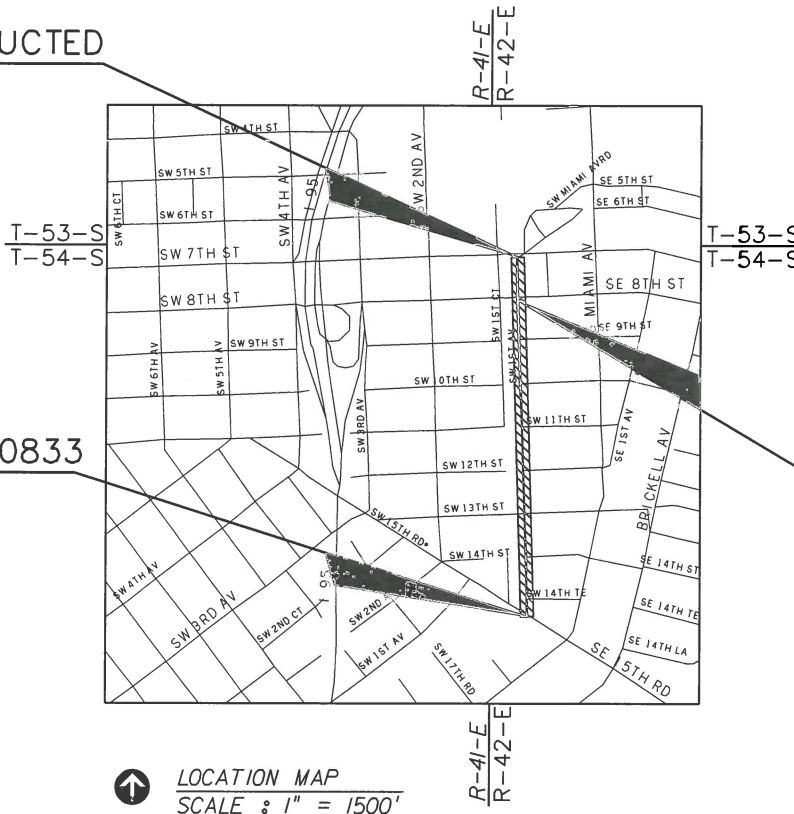 UCTED
R-41-E
R-42-E
SW 4TH ST
SW 2ND AV
SW MIAMI AVRD
SW 5TH ST
SE 5TH ST
SE 6TH ST
I 95
SW 4TH AV
SW 6TH CT
SW 6TH ST
T-53-S
T-54-S
T-53-S
T-54-S
SW 7TH ST
MIAMI AV
SE 8TH ST
SW 8TH ST
SW 1ST CT
SW 1ST AV
SE 9TH ST
SW 9TH ST
SW 6TH AV
SW 5TH AV
SW 10TH ST
SW 3RD AV
SW 11TH ST
SE 1ST AV
BRICKELL AV
0833
SW 12TH ST
SW 13TH ST
SW 15TH RD
SW 14TH ST
SE 14TH ST
I 95
SW 4TH AV
SW 3RD AV
SW 2ND CT
SW 2ND A
SW 14TH TE
SE 14TH TE
SW 1ST AV
SW 17TH RD
SE 14TH LA
SE 15TH RD
R-41-E
R-42-E
LOCATION MAP
SCALE : 1" = 1500'